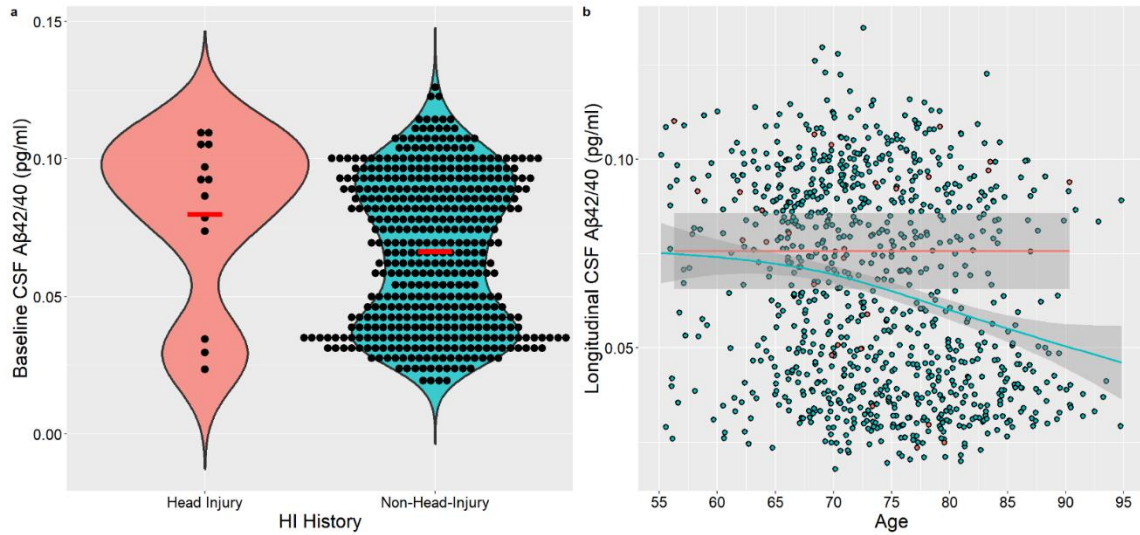 a
Baseline CSF Aβ42/40 (pg/ml)
0.15
0.10
0.05
0.00
Head Injury
Non-Head-Injury
HI History
b
Longitudinal CSF Aβ42/40 (pg/ml)
0.10
0.05
55 60 65 70 75 80 85 90 95
Age